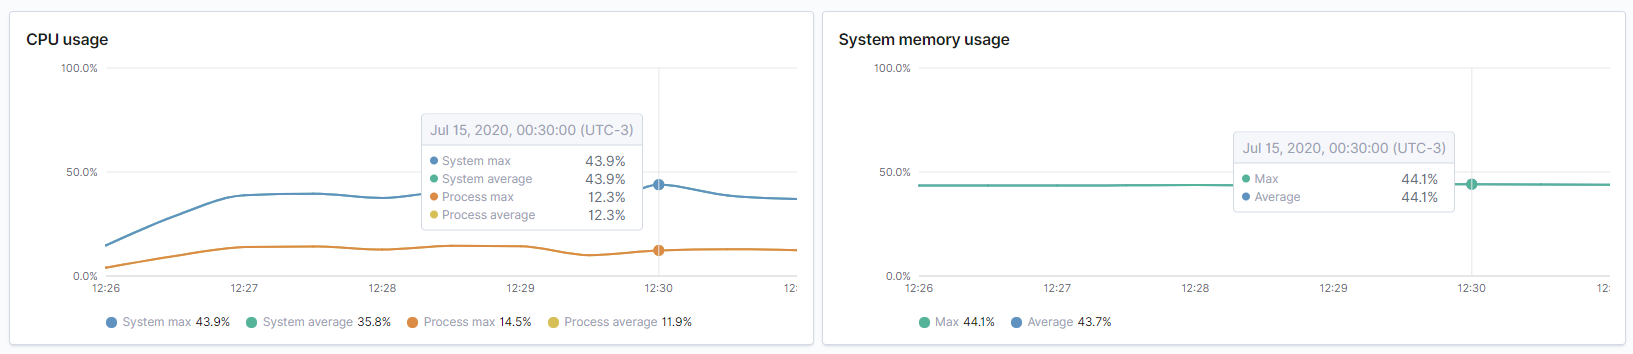 CPU usage
100.0%
50.0%
0.0%
Jul 15, 2020, 00:30:00 (UTC-3)
System max 43.9%
System average 43.9%
Process max 12.3%
Process average 12.3%
12:26 12:27 12:28 12:29 12:30 12:
System max 43.9% System average 35.8% Process max 14.5% Process average 11.9%
System memory usage
100.0%
50.0%
0.0%
Jul 15, 2020, 00:30:00 (UTC-3)
Max 44.1%
Average 44.1%
12:26 12:27 12:28 12:29 12:30 12:
Max 44.1% Average 43.7%